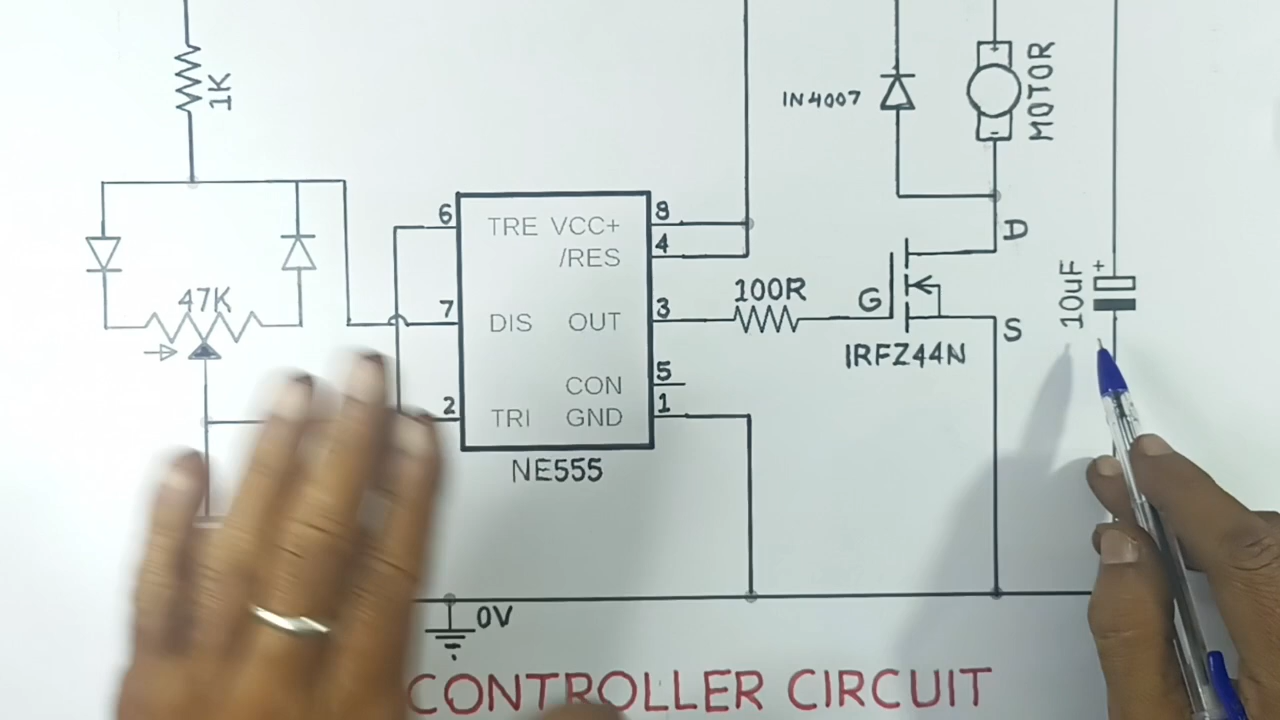 1K
IN4007
MOTOR
+
-
6
TRE VCC+
8
/RES
4
D
47K
7
DIS OUT
3
100R
G
S
10uF
+
IRFZ44N
CON
5
2
TRI GND
1
NE555
0V
CONTROLLER CIRCUIT